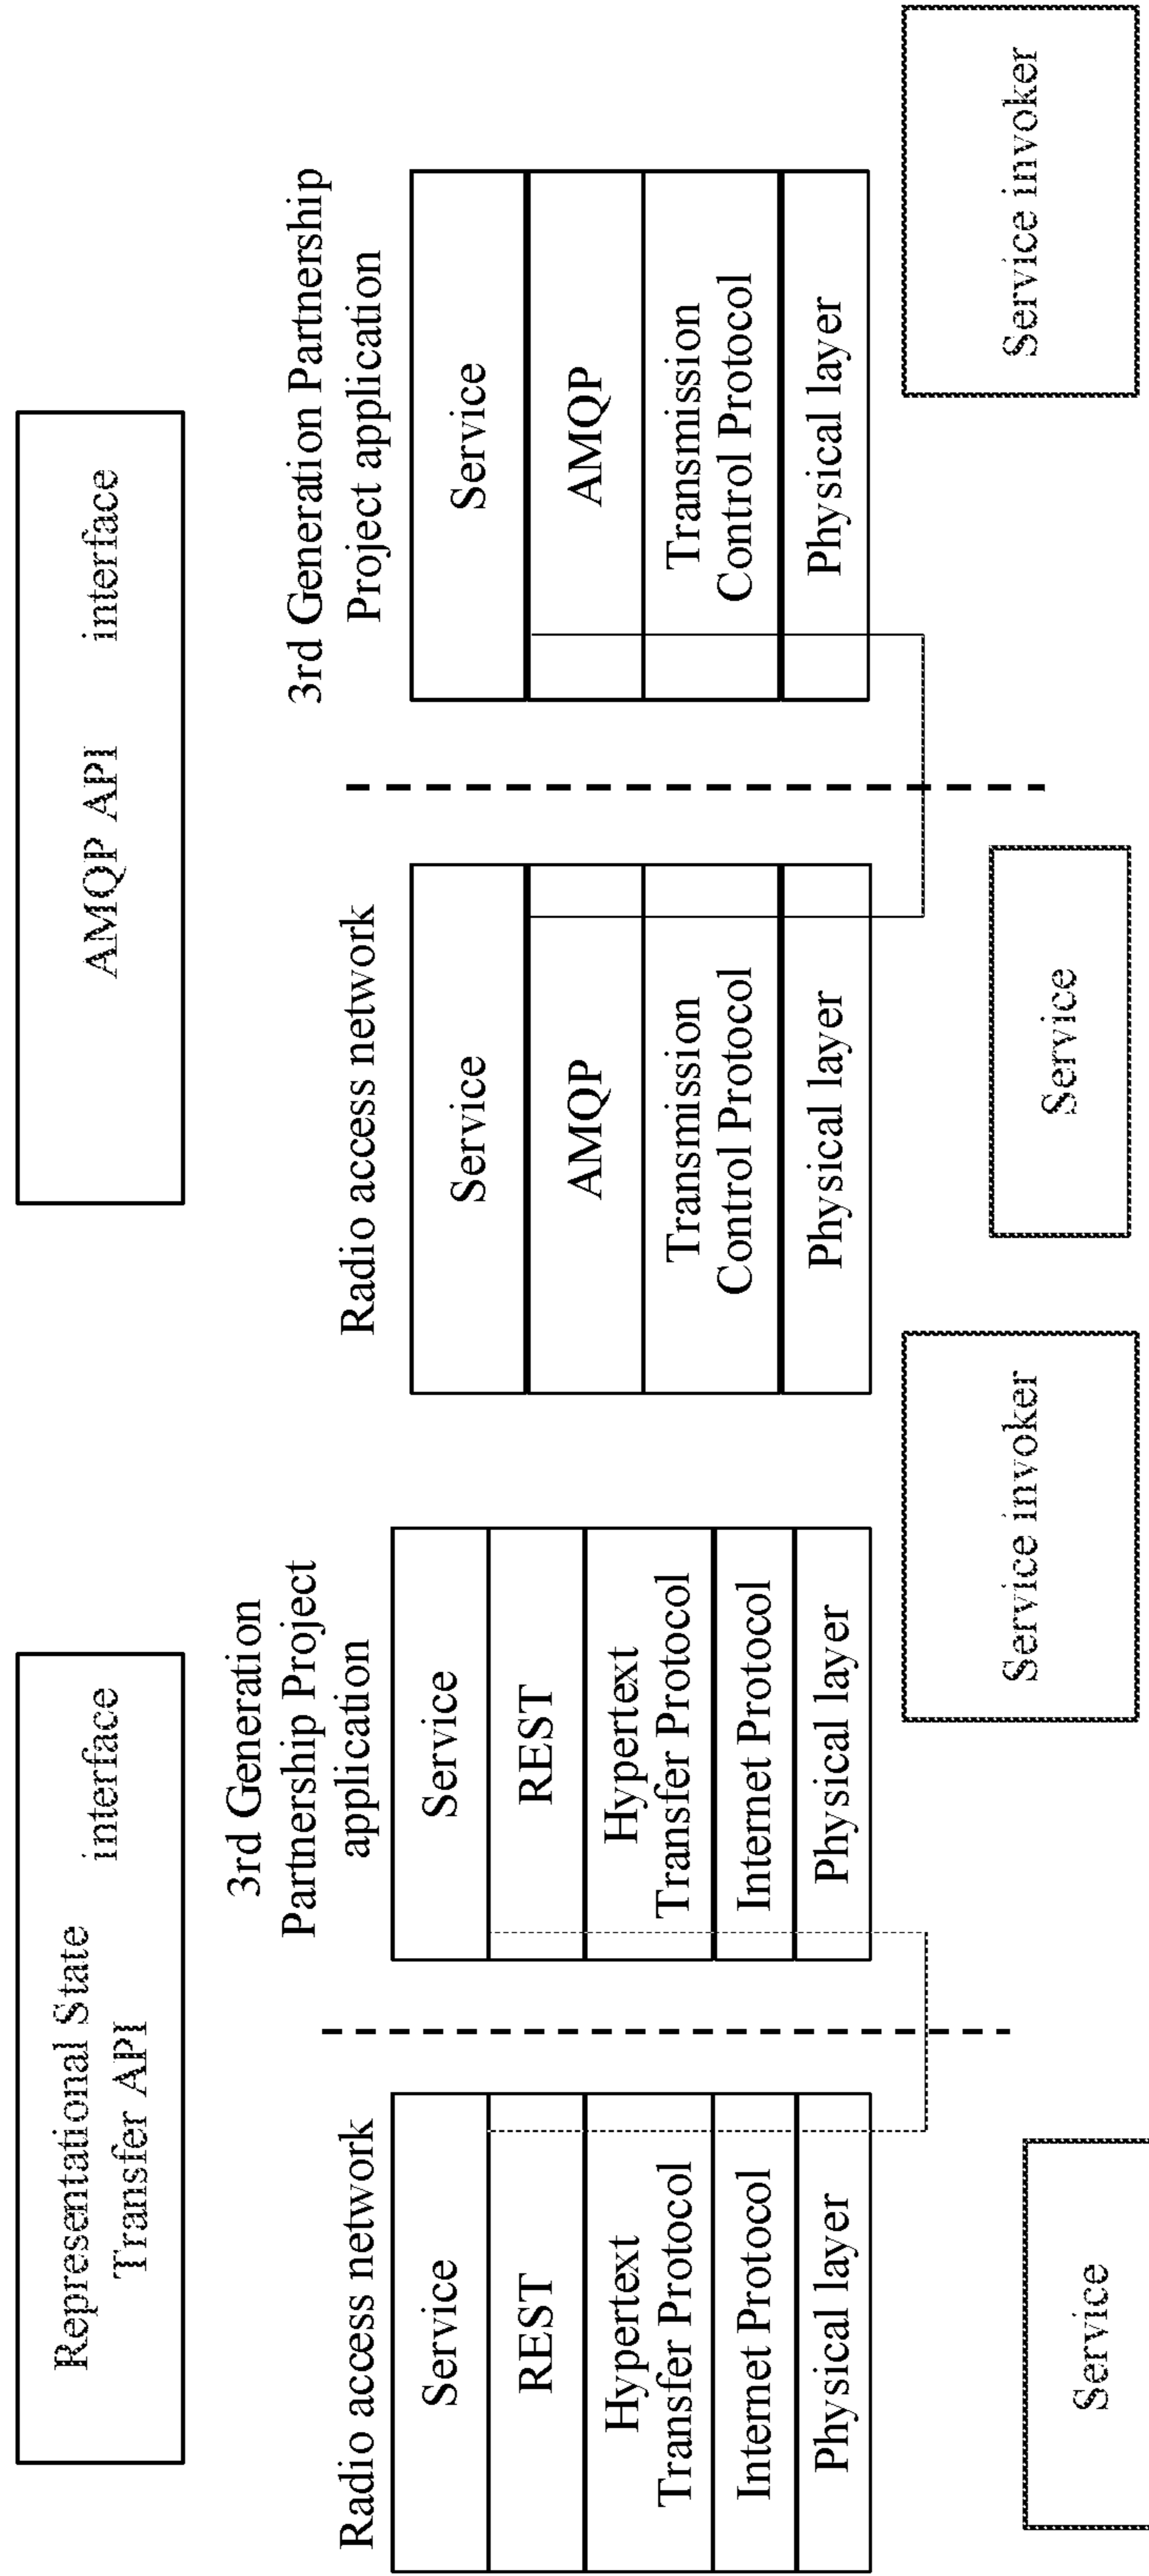 Representational State
Transfer API
interface
Radio access network
Service
REST
Hypertext
Transfer Protocol
Internet Protocol
Physical layer
Service
3rd Generation
Partnership Project
application
Service
REST
Hypertext
Transfer Protocol
Internet Protocol
Physical layer
Service invoker
AMQP API
interface
Radio access network
Service
AMQP
Transmission
Control Protocol
Physical layer
Service
3rd Generation Partnership
Project application
Service
AMQP
Transmission
Control Protocol
Physical layer
Service invoker